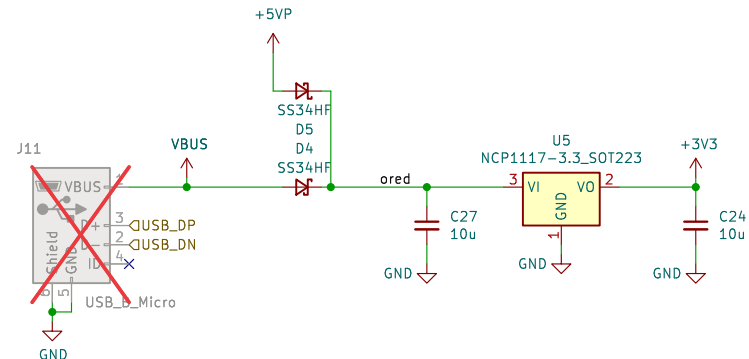 +5VP
SS34HF
D5
D4
SS34HF
J11
VBUS
ored
U5
NCP1117-3.3_SOT223
+3V3
VBUS
1
3
VI
VO
2
GND
1
D+
3
USB_DP
D-
2
USB_DN
ID
4
Shield
GND
6
5
USB_B_Micro
C27
10u
C24
10u
GND
GND
GND
GND